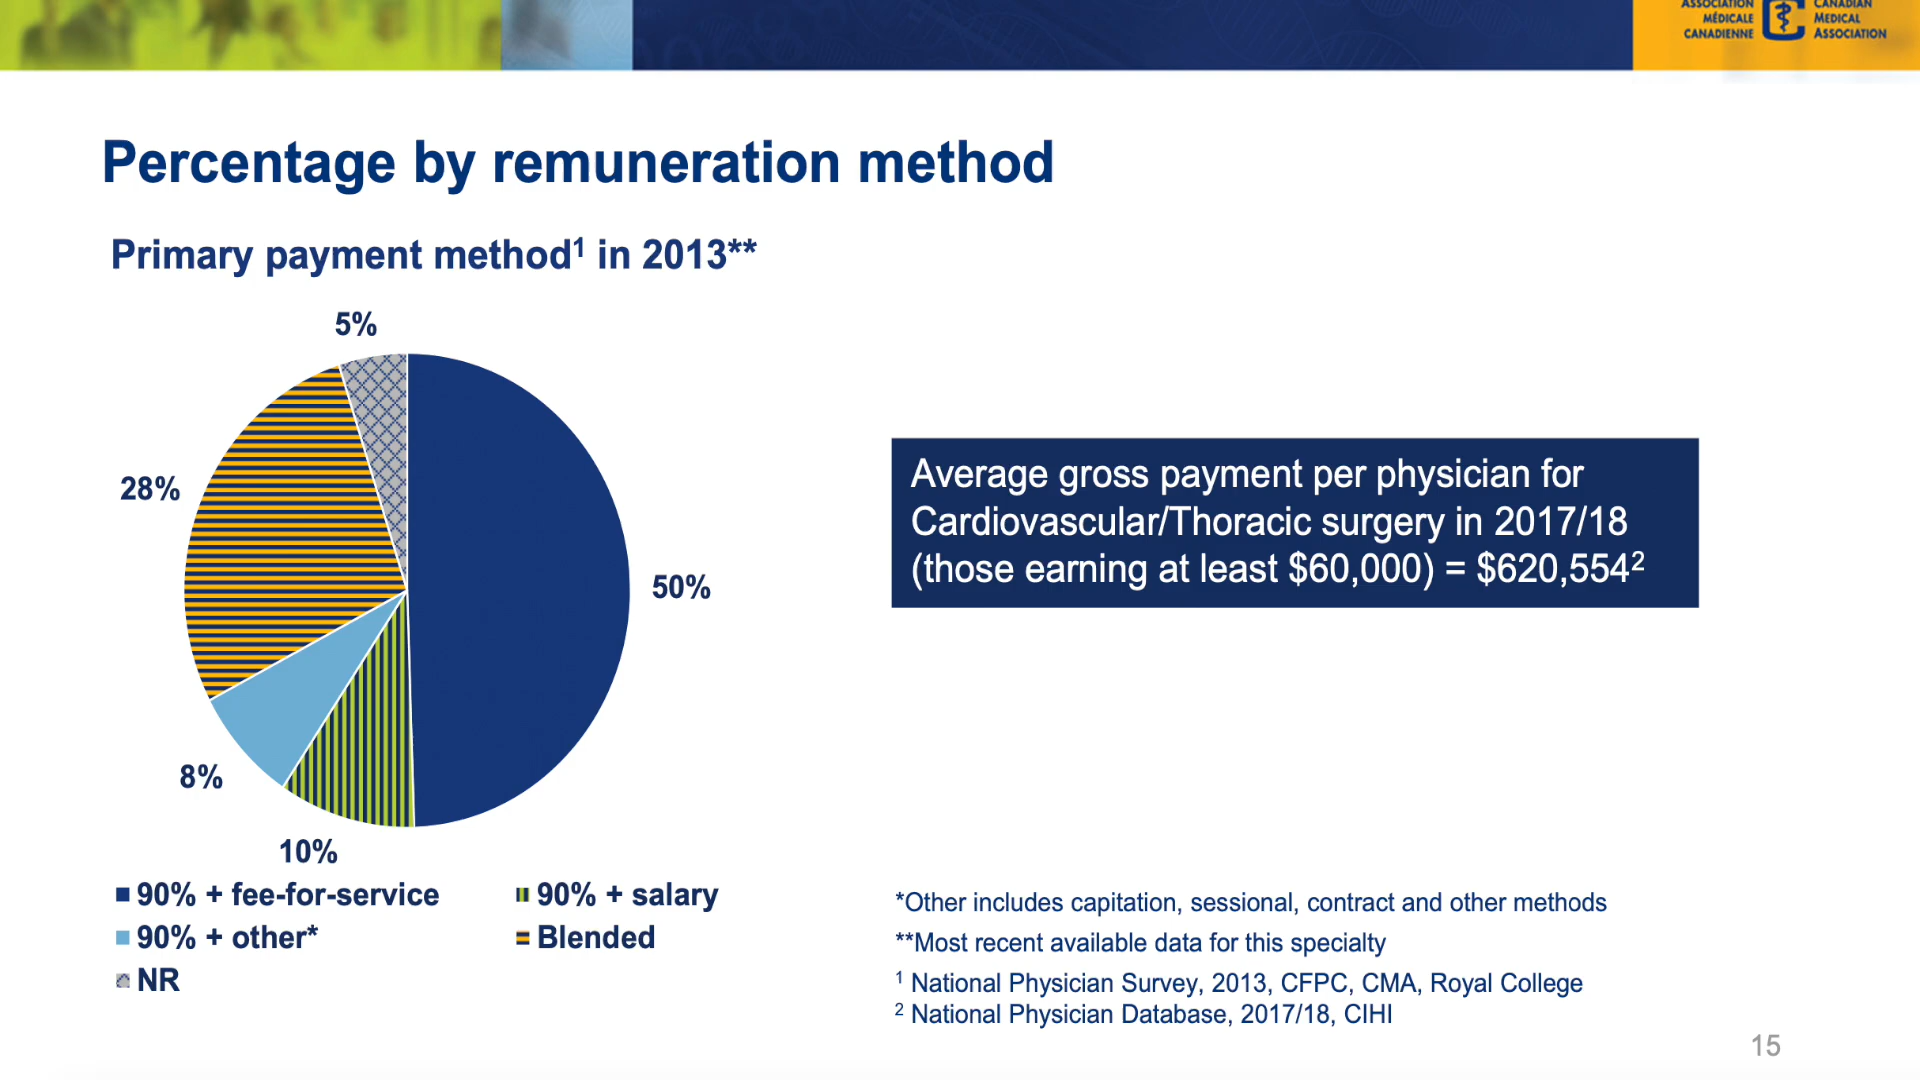 ASSOCIATION
MÉDICALE
CANADIENNE
CANADIAN
MEDICAL
ASSOCIATION
Percentage by remuneration method
Primary payment method¹ in 2013**
5%
28%
50%
8%
10%
90% + fee-for-service
90% + salary
90% + other*
Blended
NR
Average gross payment per physician for
Cardiovascular/Thoracic surgery in 2017/18
(those earning at least $60,000) = $620,554²
*Other includes capitation, sessional, contract and other methods
**Most recent available data for this specialty
¹ National Physician Survey, 2013, CFPC, CMA, Royal College
² National Physician Database, 2017/18, CIHI
15